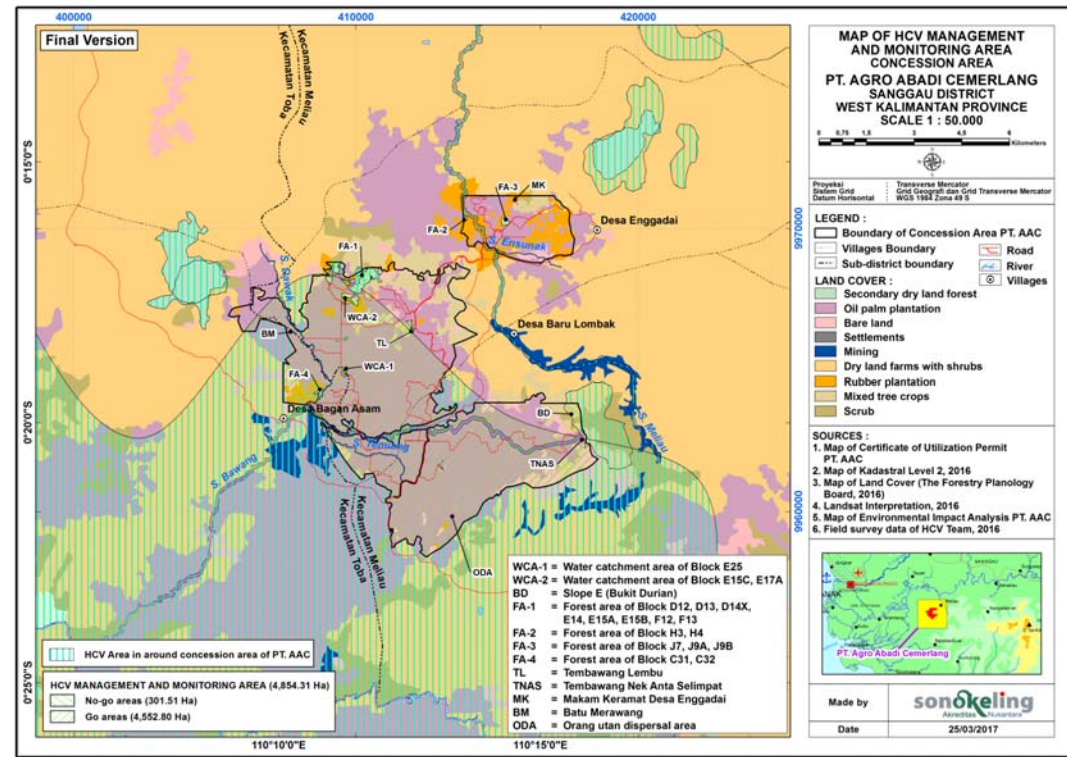 400000
410000
420000
Final Version
Kecamatan Meliau
Kecamatan Toba
0°15'0"S
0°20'0"S
0°25'0"S
9970000
9960000
110°10'0"E
110°15'0"E
FA-3
MK
FA-2
Desa Enggadai
S. Ensunak
FA-1
S. Dawak
WCA-2
BM
TL
Desa Baru Lombak
WCA-1
FA-4
Desa Bagan Asam
BD
S. Meliau
S. Temurak
TNAS
S. Bawang
Kecamatan Meliau
Kecamatan Toba
ODA
HCV Area in around concession area of PT. AAC
HCV MANAGEMENT AND MONITORING AREA (4,854.31 Ha)
No-go areas (301.51 Ha)
Go areas (4,552.80 Ha)
WCA-1 = Water catchment area of Block E25
WCA-2 = Water catchment area of Block E15C, E17A
BD = Slope E (Bukit Durian)
FA-1 = Forest area of Block D12, D13, D14X,
E14, E15A, E15B, F12, F13
FA-2 = Forest area of Block H3, H4
FA-3 = Forest area of Block J7, J9A, J9B
FA-4 = Forest area of Block C31, C32
TL = Tembawang Lembu
TNAS = Tembawang Nek Anta Selimpat
MK = Makam Keramat Desa Enggadai
BM = Batu Merawang
ODA = Orang utan dispersal area
MAP OF HCV MANAGEMENT
AND MONITORING AREA
CONCESSION AREA
PT. AGRO ABADI CEMERLANG
SANGGAU DISTRICT
WEST KALIMANTAN PROVINCE
SCALE 1 : 50.000
0 0,75 1,5 3 4,5 6
Kilometers
Proyeksi : Transverse Mercator
Sistem Grid : Grid Geografi dan Grid Transverse Mercator
Datum Horisontal : WGS 1984 Zona 49 S
LEGEND :
Boundary of Concession Area PT. AAC
Villages Boundary
Road
Sub-district boundary
River
Villages
LAND COVER :
Secondary dry land forest
Oil palm plantation
Bare land
Settlements
Mining
Dry land farms with shrubs
Rubber plantation
Mixed tree crops
Scrub
SOURCES :
1. Map of Certificate of Utilization Permit
PT. AAC
2. Map of Kadastral Level 2, 2016
3. Map of Land Cover (The Forestry Planology
Board, 2016)
4. Landsat Interpretation, 2016
5. Map of Environmental Impact Analysis PT. AAC
6. Field survey data of HCV Team, 2016
PT. Agro Abadi Cemerlang
Made by
sonokeling
Akreditas Nusantara
Date
25/03/2017